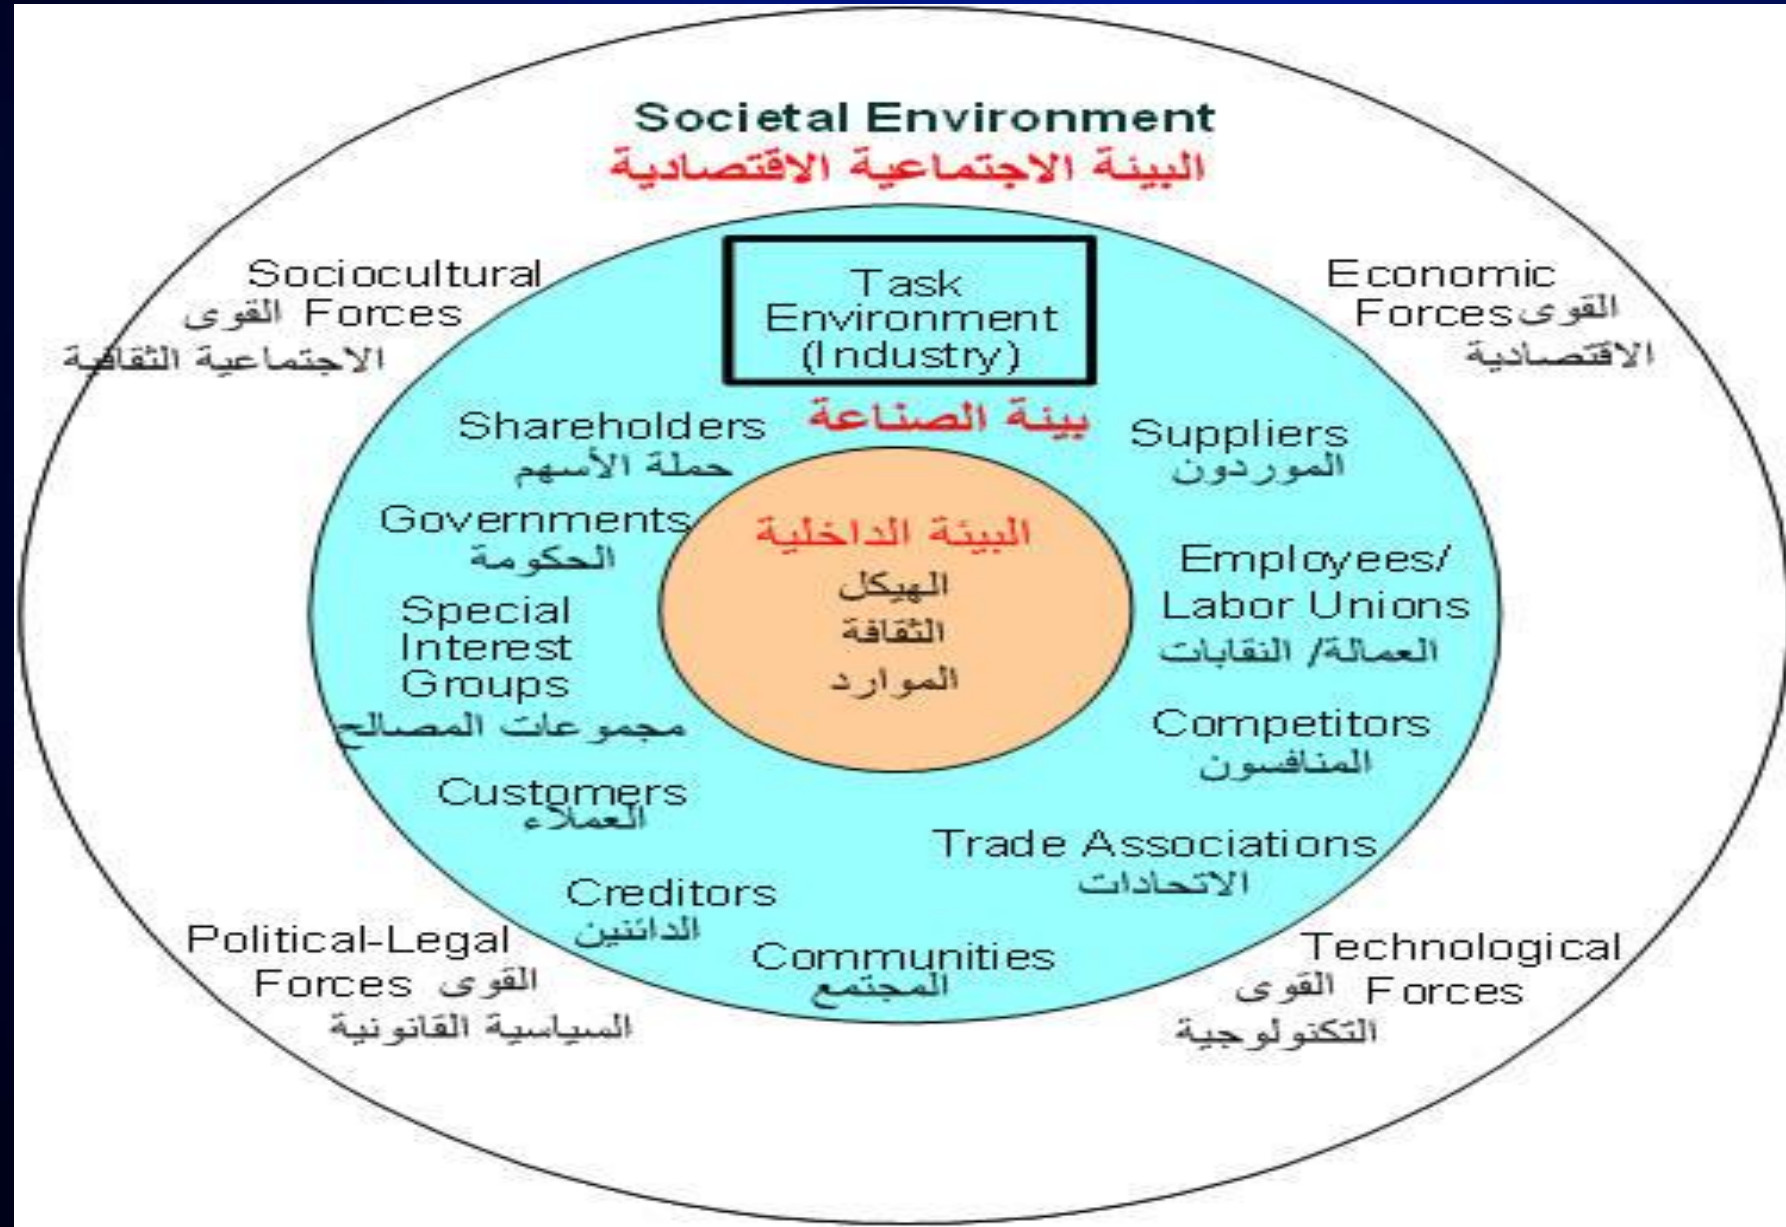 Societal Environment
البيئة الاجتماعية الاقتصادية
Sociocultural
Forces القوى
الاجتماعية الثقافية
Economic
Forces القوى
الاقتصادية
Task
Environment
(Industry)
بيئة الصناعة
Shareholders
حملة الأسهم
Suppliers
الموردون
Governments
الحكومة
البيئة الداخلية
الهيكل
الثقافة
الموارد
Employees/
Labor Unions
العمالة/ النقابات
Special
Interest
Groups
مجموعات المصالح
Competitors
المنافسون
Customers
العملاء
Trade Associations
الاتحادات
Creditors
الدائنين
Communities
المجتمع
Political-Legal
Forces القوى
السياسية القانونية
Technological
Forces القوى
التكنولوجية